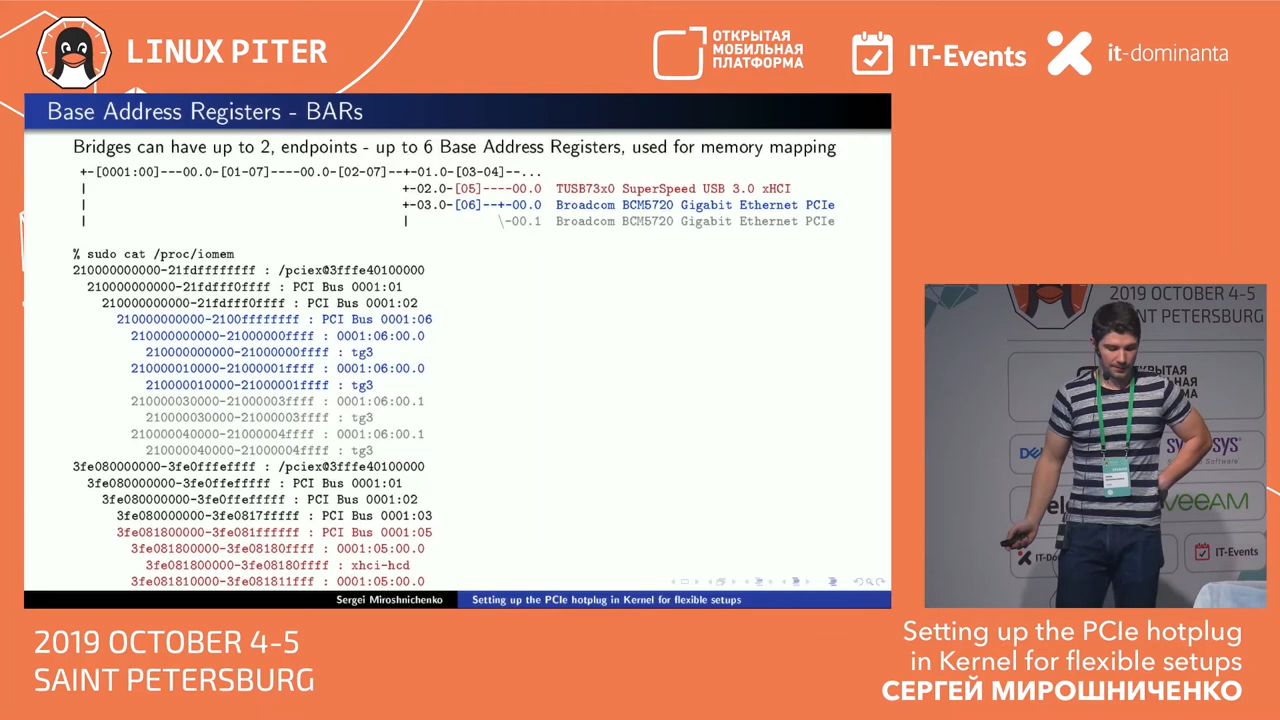 LINUX PITER
ОТКРЫТАЯ
МОБИЛЬНАЯ
ПЛАТФОРМА
IT-Events
it-dominanta
Base Address Registers - BARs
Bridges can have up to 2, endpoints - up to 6 Base Address Registers, used for memory mapping
+-[0001:00]---00.0-[01-07]----00.0-[02-07]--+-01.0-[03-04]--...
| +-02.0-[05]----00.0 TUSB73x0 SuperSpeed USB 3.0 xHCI
| +-03.0-[06]--+-00.0 Broadcom BCM5720 Gigabit Ethernet PCIe
| | \-00.1 Broadcom BCM5720 Gigabit Ethernet PCIe
% sudo cat /proc/iomem
210000000000-21fdffffffff : /pciex@3fffe40100000
210000000000-21fdfff0ffff : PCI Bus 0001:01
210000000000-21fdfff0ffff : PCI Bus 0001:02
210000000000-2100ffffffff : PCI Bus 0001:06
210000000000-21000000ffff : 0001:06:00.0
210000000000-21000000ffff : tg3
210000010000-21000001ffff : 0001:06:00.0
210000010000-21000001ffff : tg3
210000030000-21000003ffff : 0001:06:00.1
210000030000-21000003ffff : tg3
210000040000-21000004ffff : 0001:06:00.1
210000040000-21000004ffff : tg3
3fe080000000-3fe0fffeffff : /pciex@3fffe40100000
3fe080000000-3fe0ffefffff : PCI Bus 0001:01
3fe080000000-3fe0ffefffff : PCI Bus 0001:02
3fe080000000-3fe0817fffff : PCI Bus 0001:03
3fe081800000-3fe081ffffff : PCI Bus 0001:05
3fe081800000-3fe08180ffff : 0001:05:00.0
3fe081800000-3fe08180ffff : xhci-hcd
3fe081810000-3fe081811fff : 0001:05:00.0
Sergei Miroshnichenko
Setting up the PCIe hotplug in Kernel for flexible setups
2019 OCTOBER 4-5
SAINT PETERSBURG
IT-Events
2019 OCTOBER 4-5
SAINT PETERSBURG
Setting up the PCIe hotplug
in Kernel for flexible setups
СЕРГЕЙ МИРОШНИЧЕНКО